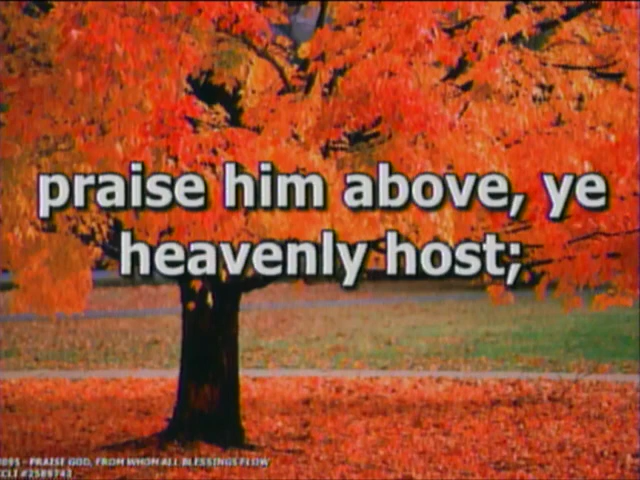 praise him above, ye
heavenly host;
- PRAISE GOD, FROM WHOM ALL BLESSINGS FLOW